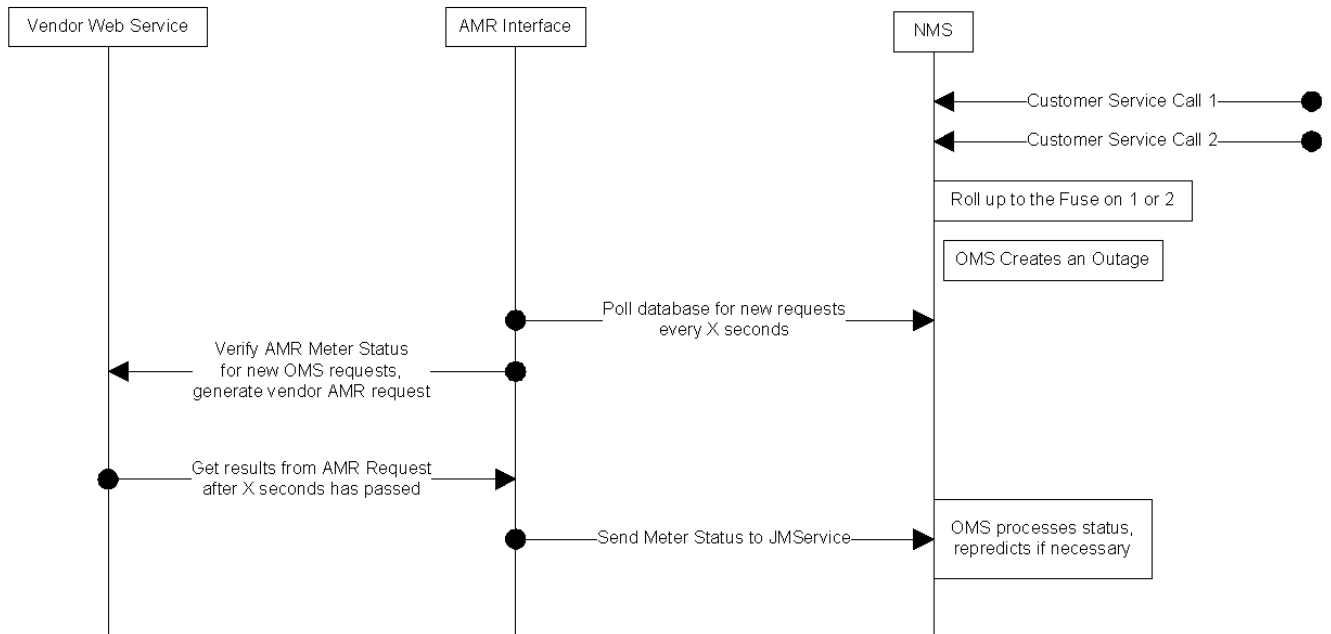 Vendor Web Service
AMR Interface
NMS
Customer Service Call 1
Customer Service Call 2
Roll up to the Fuse on 1 or 2
OMS Creates an Outage
Poll database for new requests
every X seconds
Verify AMR Meter Status
for new OMS requests,
generate vendor AMR request
Get results from AMR Request
after X seconds has passed
Send Meter Status to JMService
OMS processes status,
repredicts if necessary